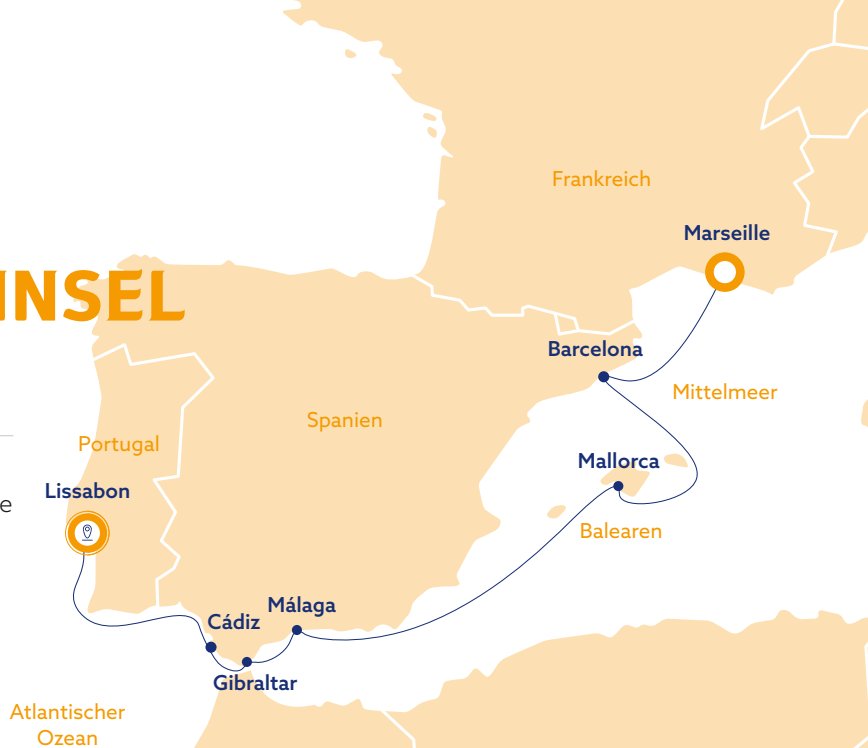 Frankreich
Marseille
INSEL
Barcelona
Mittelmeer
Spanien
Portugal
Mallorca
Lissabon
e
Balearen
Málaga
Cádiz
Gibraltar
Atlantischer
Ozean